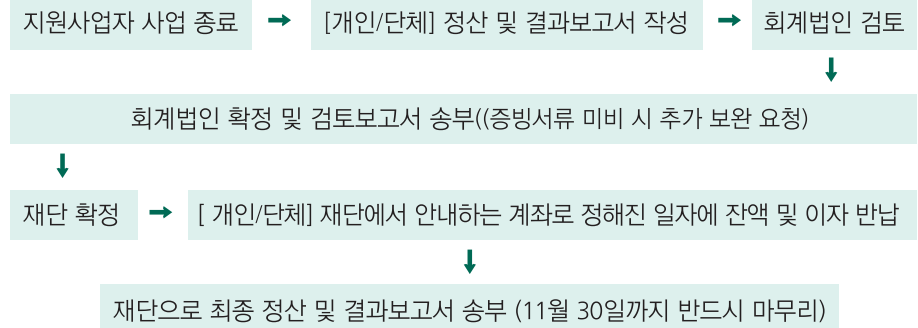 지원사업자 사업 종료 → [개인/단체] 정산 및 결과보고서 작성 → 회계법인 검토
회계법인 확정 및 검토보고서 송부((증빙서류 미비 시 추가 보완 요청)
재단 확정 → [ 개인/단체] 재단에서 안내하는 계좌로 정해진 일자에 잔액 및 이자 반납
재단으로 최종 정산 및 결과보고서 송부 (11월 30일까지 반드시 마무리)